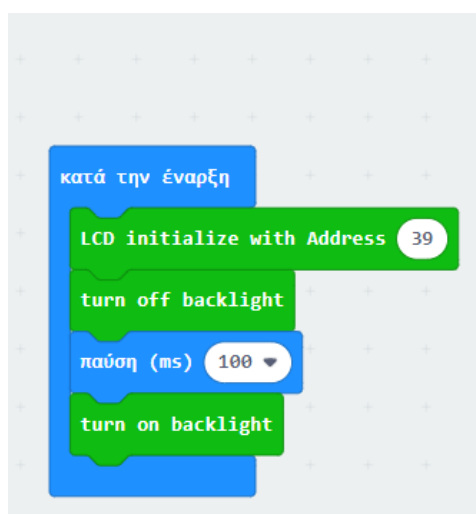 κατά την έναρξη
LCD initialize with Address 39
turn off backlight
παύση (ms) 100
turn on backlight